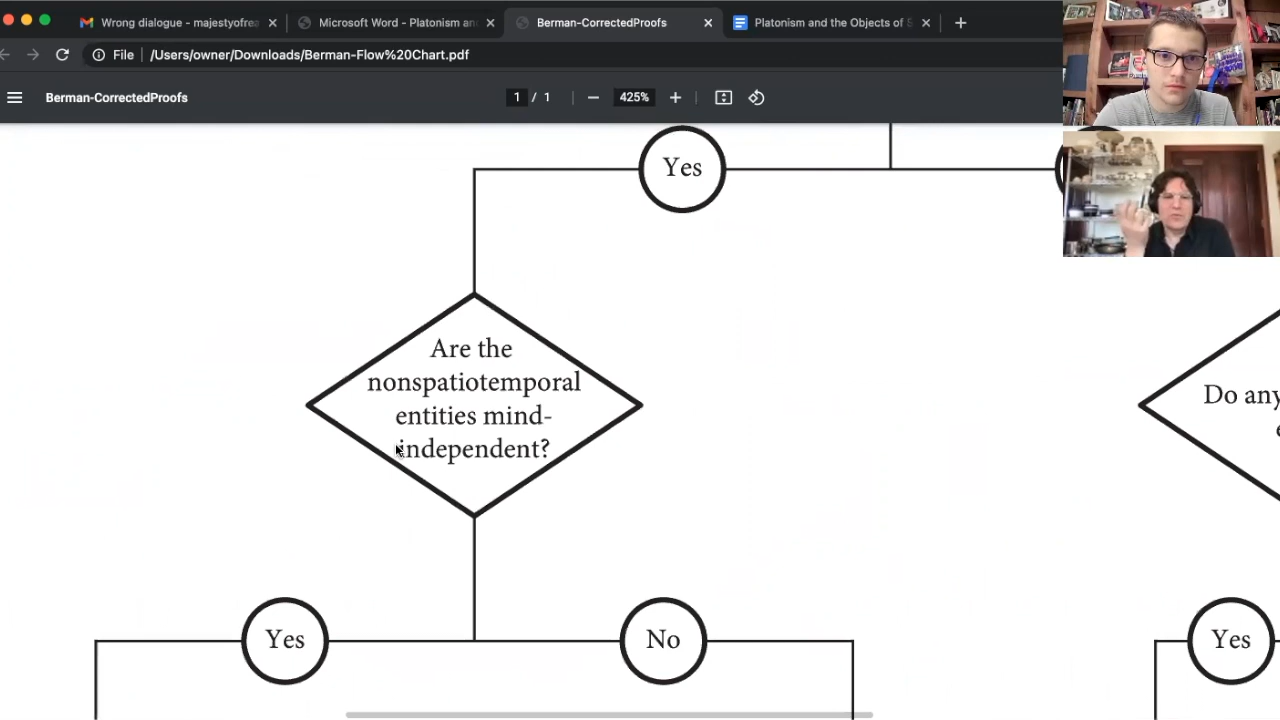 Wrong dialogue - majestyofrea
Microsoft Word - Platonism an
Berman-CorrectedProofs
Platonism and the Objects of S
File
/Users/owner/Downloads/Berman-Flow%20Chart.pdf
Berman-CorrectedProofs
1 / 1
425%
Yes
Are the
nonspatiotemporal
entities mind-
independent?
Do any
e
Yes
No
Yes